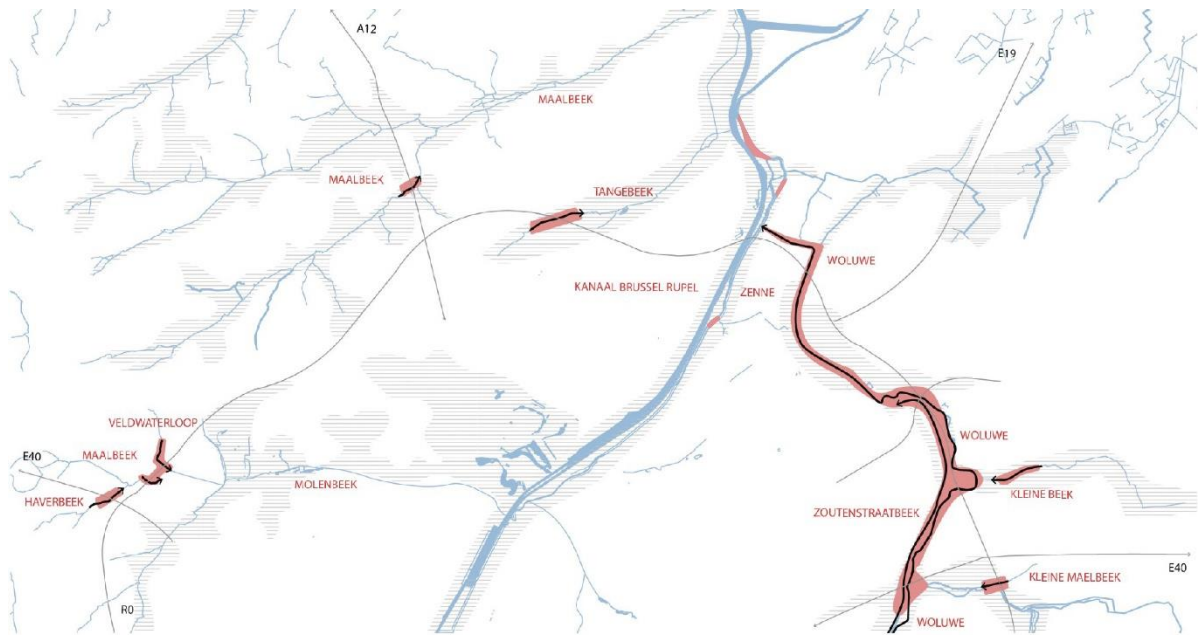 A12
E19
MAALBEEK
MAALBEEK
TANGEBEEK
WOLUWE
KANAAL BRUSSEL RUPEL
ZENNE
VELDWATERLOOP
MAALBEEK
E40
HAVERBEEK
MOLENBEEK
WOLUWE
KLEINE BEEK
ZOUTENSTRAATBEEK
E40
KLEINE MAELBEEK
R0
WOLUWE